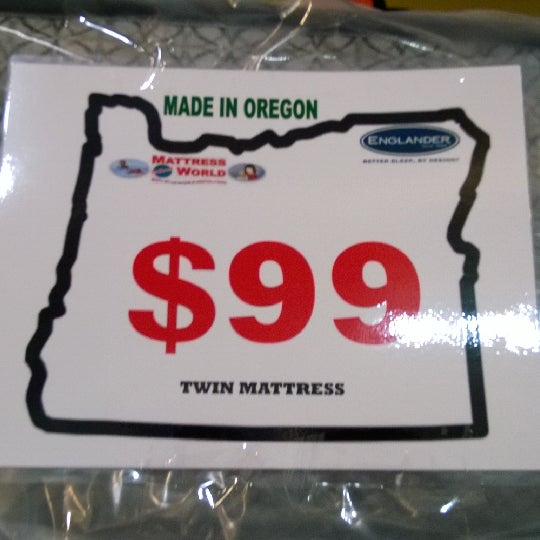 MADE IN OREGON
ENGLANDER
BETTER SLEEP, BY DESIGN®
MATTRESS
WORLD
$99
TWIN MATTRESS